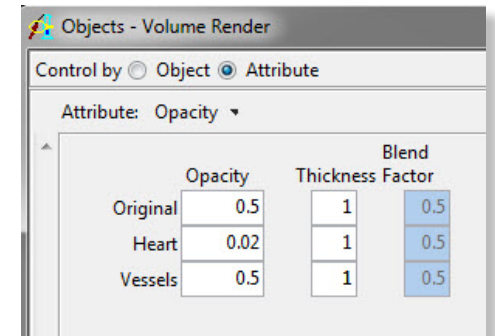 Objects - Volume Render
Control by Object Attribute
Attribute: Opacity
Blend
Opacity Thickness Factor
Original 0.5 1 0.5
Heart 0.02 1 0.5
Vessels 0.5 1 0.5